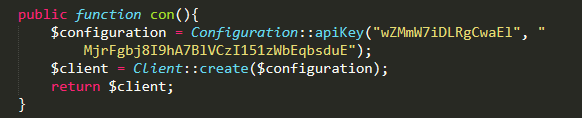 public function con(){
$configuration = Configuration::apiKey("wZMmW7iDLRgCwaEl", "
MjrFgbj8I9hA7BlVCzI151zWbEqbsduE");
$client = Client::create($configuration);
return $client;
}